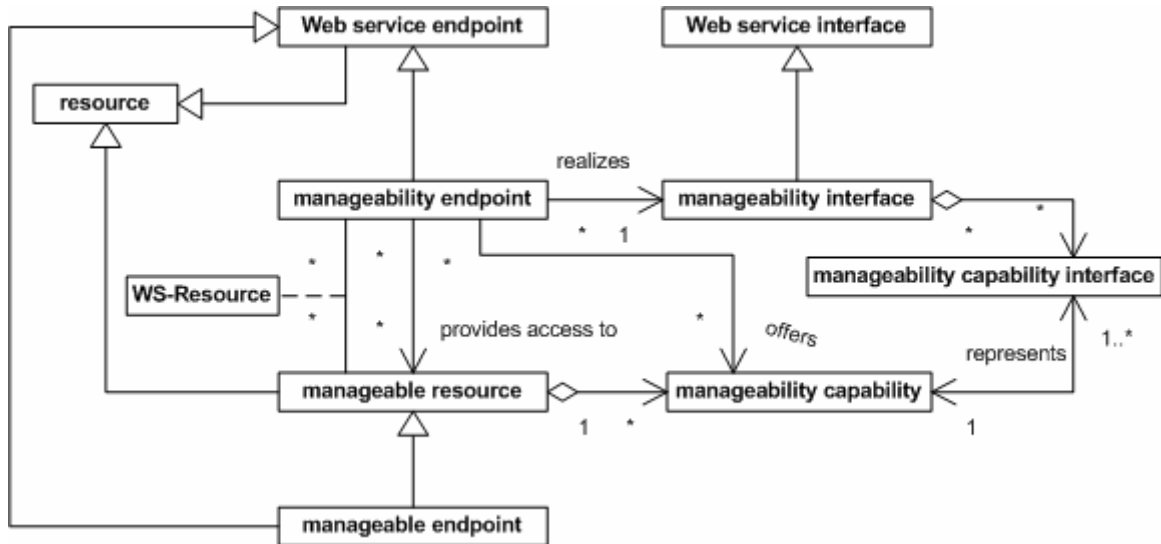 Web service endpoint
Web service interface
resource
realizes
manageability endpoint
manageability interface
* 1
*
*
* * *
WS-Resource
manageability capability interface
* *
provides access to
*
offers
represents
1..*
manageable resource
manageability capability
1 *
1
manageable endpoint